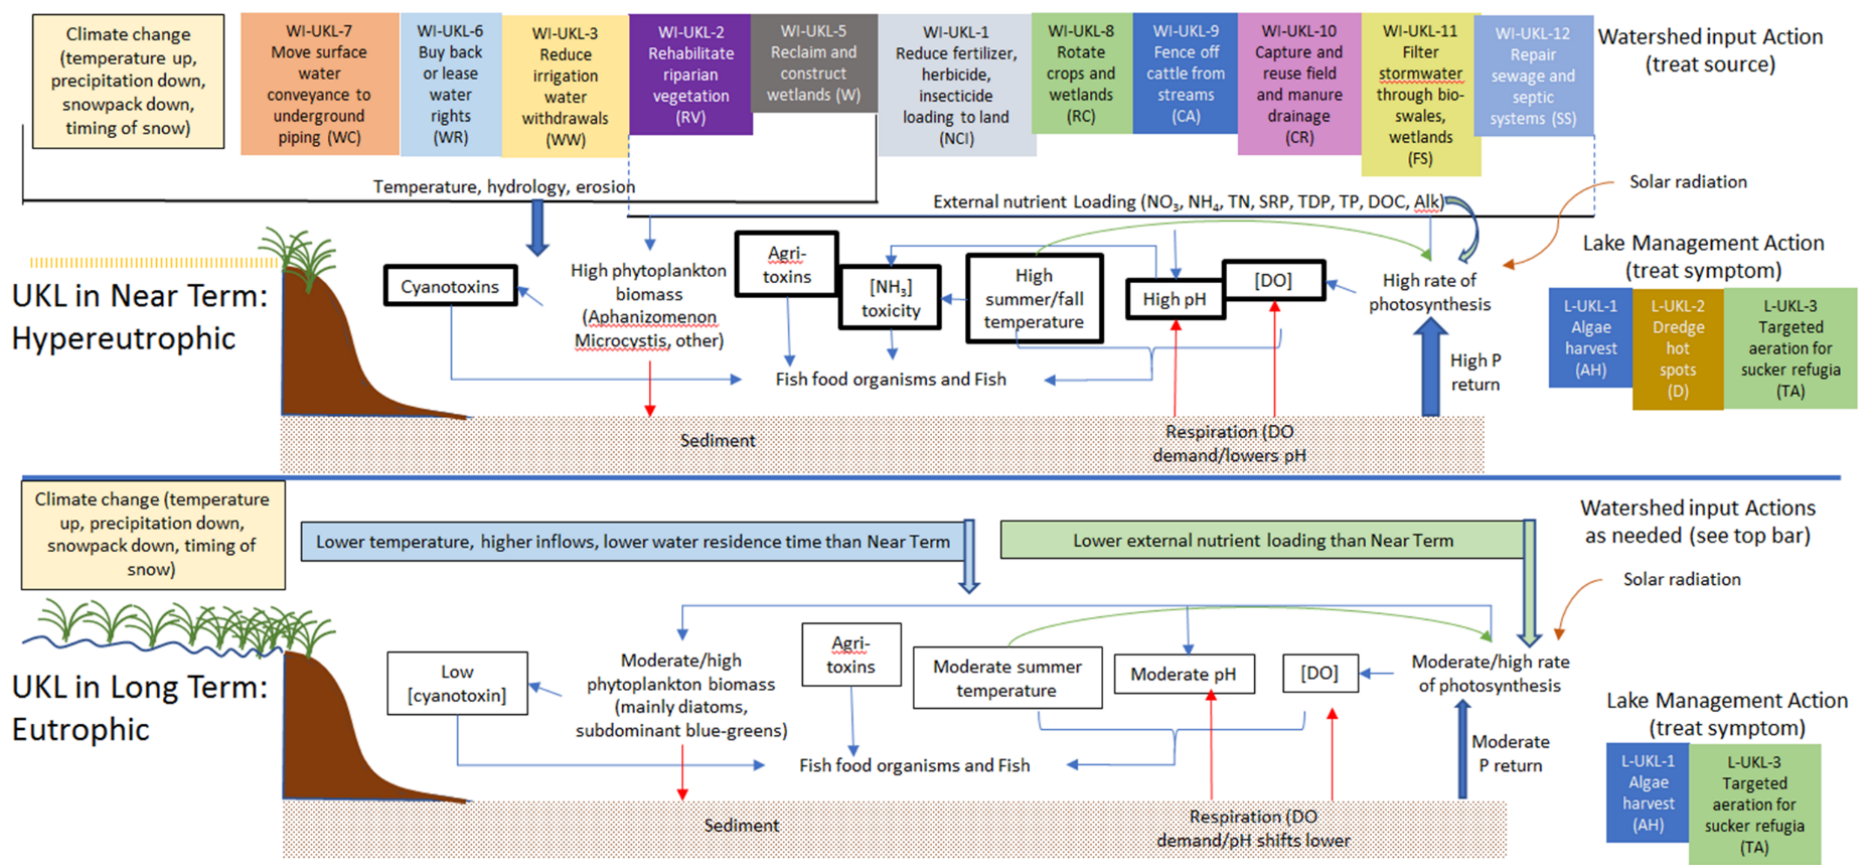 Climate change
(temperature up,
precipitation down,
snowpack down,
timing of snow)
WI-UKL-7
Move surface
water
conveyance to
underground
piping (WC)
WI-UKL-6
Buy back
or lease
water
rights
(WR)
WI-UKL-3
Reduce
irrigation
water
withdrawals
(WW)
WI-UKL-2
Rehabilitate
riparian
vegetation
(RV)
WI-UKL-5
Reclaim and
construct
wetlands (W)
WI-UKL-1
Reduce fertilizer,
herbicide,
insecticide
loading to land
(NCI)
WI-UKL-8
Rotate
crops and
wetlands
(RC)
WI-UKL-9
Fence off
cattle from
streams
(CA)
WI-UKL-10
Capture and
reuse field
and manure
drainage
(CR)
WI-UKL-11
Filter
stormwater
through bio-
swales,
wetlands
(FS)
WI-UKL-12
Repair
sewage and
septic
systems (SS)
Watershed input Action
(treat source)
Temperature, hydrology, erosion
External nutrient Loading (NO₃, NH₄, TN, SRP, TDP, TP, DOC, Alk)
Solar radiation
UKL in Near Term:
Hypereutrophic
Cyanotoxins
High phytoplankton
biomass
(Aphanizomenon
Microcystis, other)
Agri-
toxins
[NH₃]
toxicity
High
summer/fall
temperature
High pH
[DO]
High rate of
photosynthesis
Fish food organisms and Fish
High P
return
Sediment
Respiration (DO
demand/lowers pH
Lake Management Action
(treat symptom)
L-UKL-1
Algae
harvest
(AH)
L-UKL-2
Dredge
hot
spots
(D)
L-UKL-3
Targeted
aeration for
sucker refugia
(TA)
Climate change (temperature
up, precipitation down,
snowpack down, timing of
snow)
Lower temperature, higher inflows, lower water residence time than Near Term
Lower external nutrient loading than Near Term
Watershed input Actions
as needed (see top bar)
Solar radiation
UKL in Long Term:
Eutrophic
Low
[cyanotoxin]
Moderate/high
phytoplankton biomass
(mainly diatoms,
subdominant blue-greens)
Agri-
toxins
Moderate summer
temperature
Moderate pH
[DO]
Moderate/high rate
of photosynthesis
Fish food organisms and Fish
Moderate
P return
Sediment
Respiration (DO
demand/pH shifts lower
Lake Management Action
(treat symptom)
L-UKL-1
Algae
harvest
(AH)
L-UKL-3
Targeted
aeration for
sucker refugia
(TA)